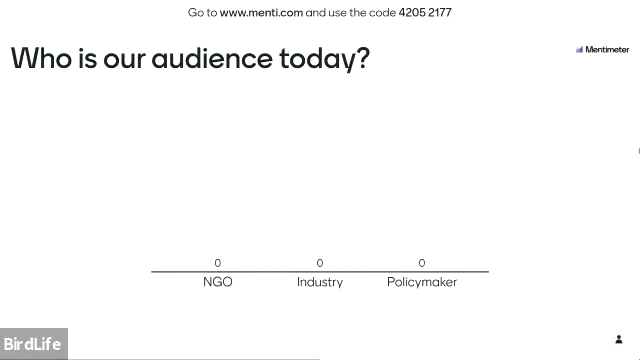 Go to www.menti.com and use the code 4205 2177
Who is our audience today?
Mentimeter
0 0 0
NGO Industry Policymaker
BirdLife